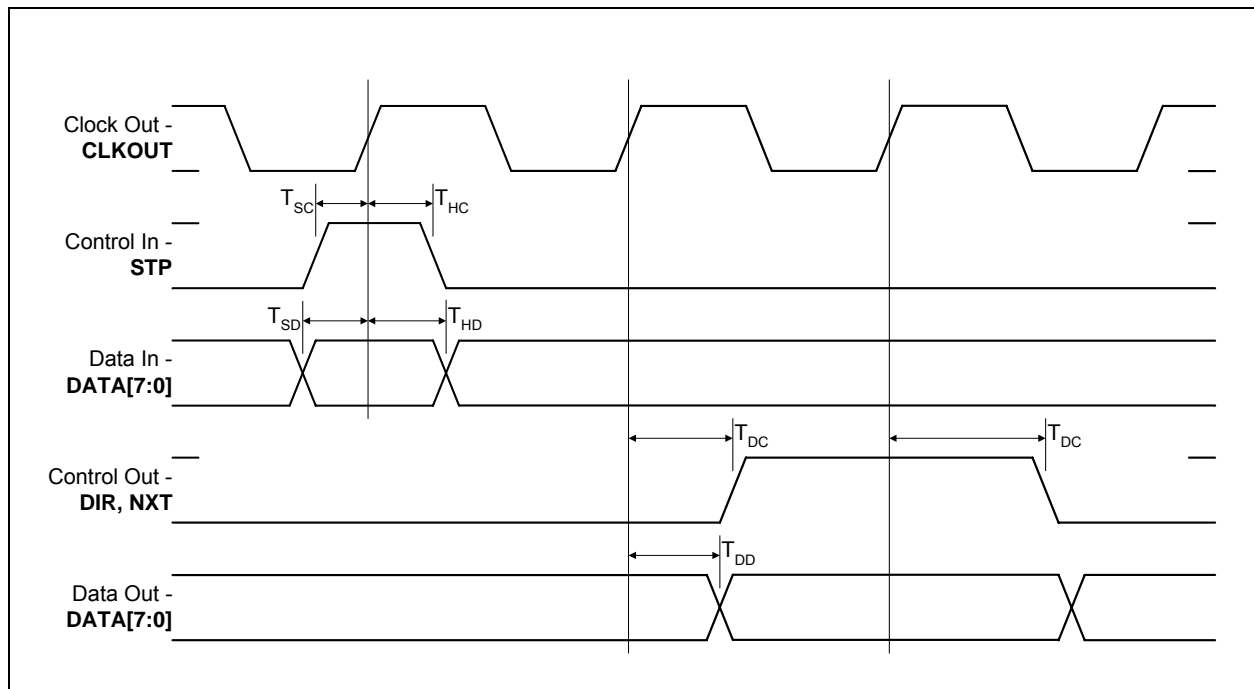 Clock Out -
CLKOUT
T_SC
T_HC
Control In -
STP
T_SD
T_HD
Data In -
DATA[7:0]
T_DC
T_DC
Control Out -
DIR, NXT
T_DD
Data Out -
DATA[7:0]